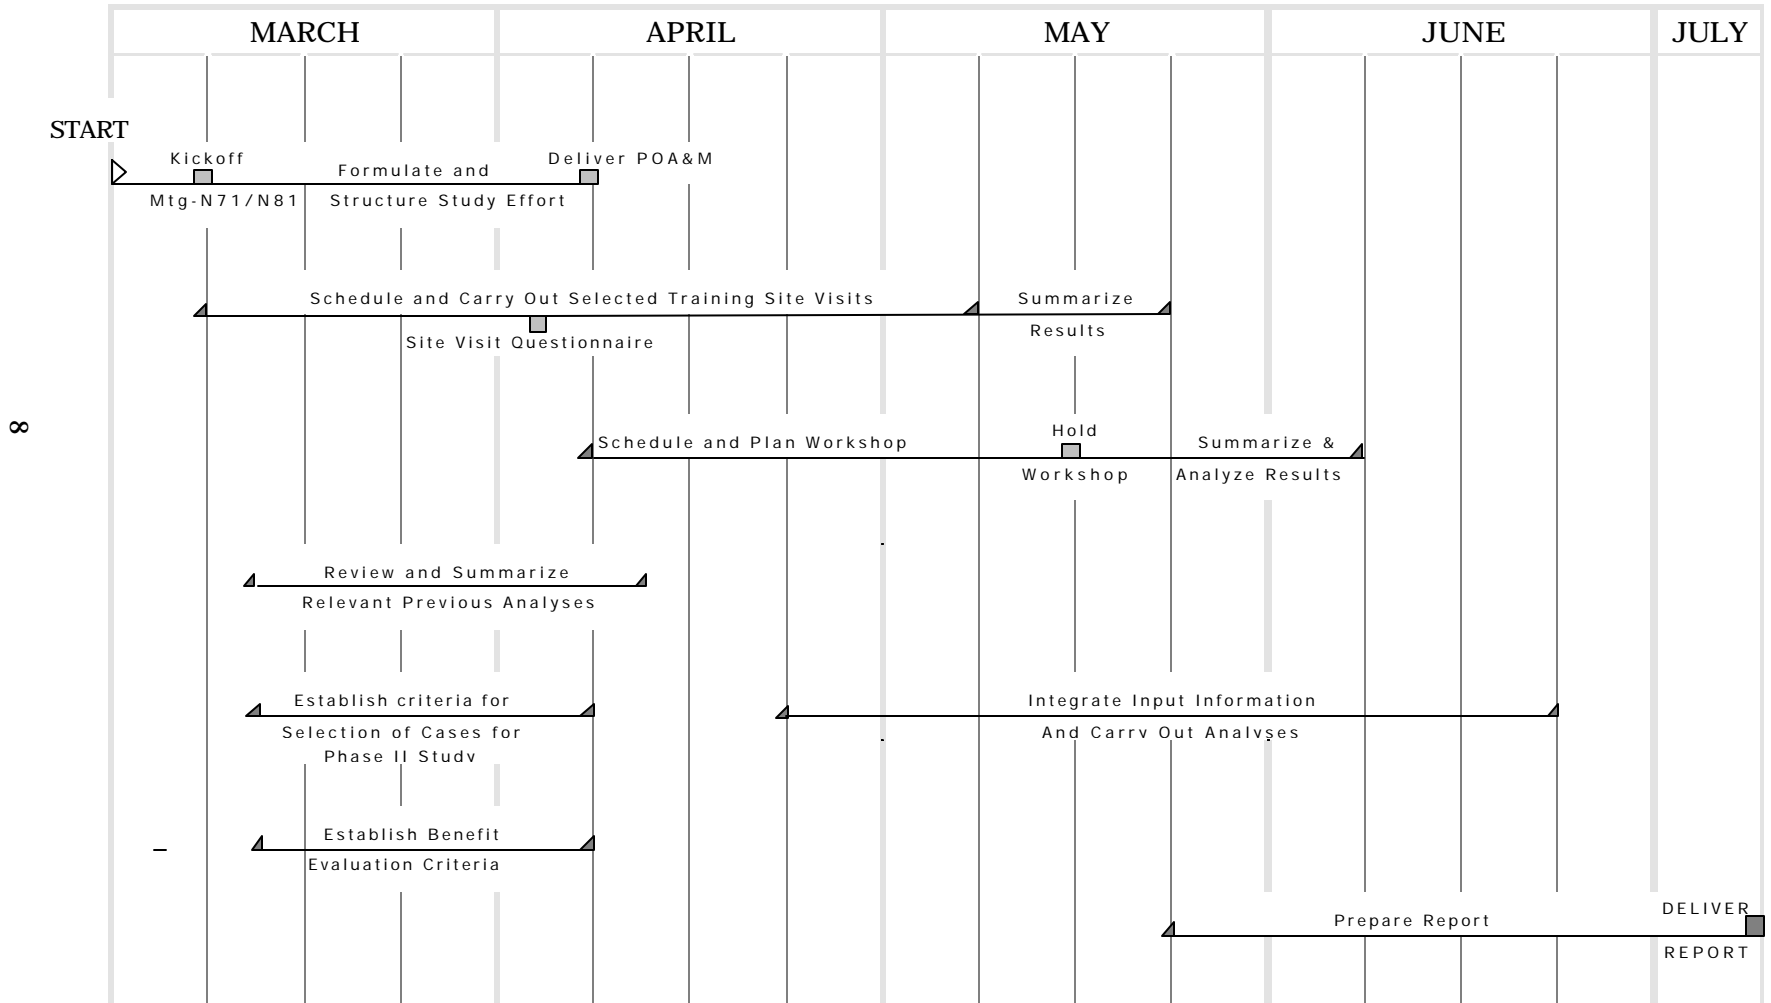 MARCH APRIL MAY JUNE JULY
START
Kickoff
Mtg-N71/N81
Formulate and
Structure Study Effort
Deliver POA&M
Schedule and Carry Out Selected Training Site Visits
Site Visit Questionnaire
Summarize
Results
8
Schedule and Plan Workshop
Hold
Workshop
Summarize &
Analyze Results
Review and Summarize
Relevant Previous Analyses
Establish criteria for
Selection of Cases for
Phase II Study
Integrate Input Information
And Carry Out Analyses
Establish Benefit
Evaluation Criteria
Prepare Report
DELIVER
REPORT